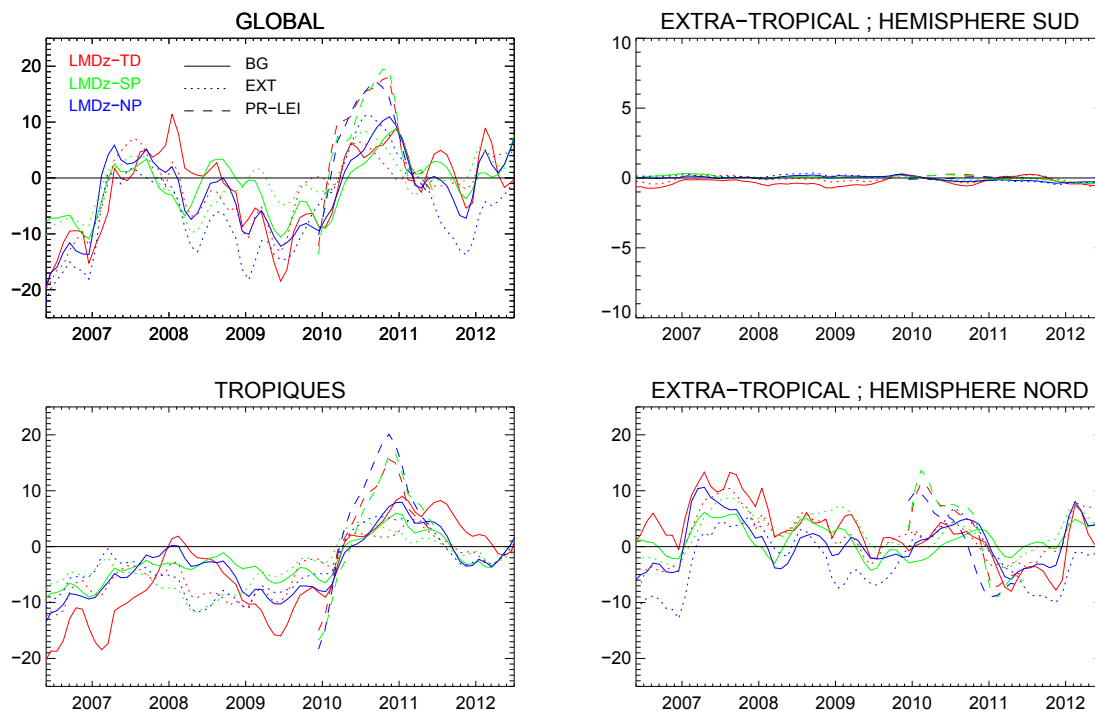 GLOBAL
LMDz−TD
LMDz−SP
LMDz−NP
BG
EXT
PR−LEI
20
10
0
−10
−20
2007 2008 2009 2010 2011 2012
EXTRA−TROPICAL ; HEMISPHERE SUD
10
5
0
−5
−10
2007 2008 2009 2010 2011 2012
TROPIQUES
20
10
0
−10
−20
2007 2008 2009 2010 2011 2012
EXTRA−TROPICAL ; HEMISPHERE NORD
20
10
0
−10
−20
2007 2008 2009 2010 2011 2012